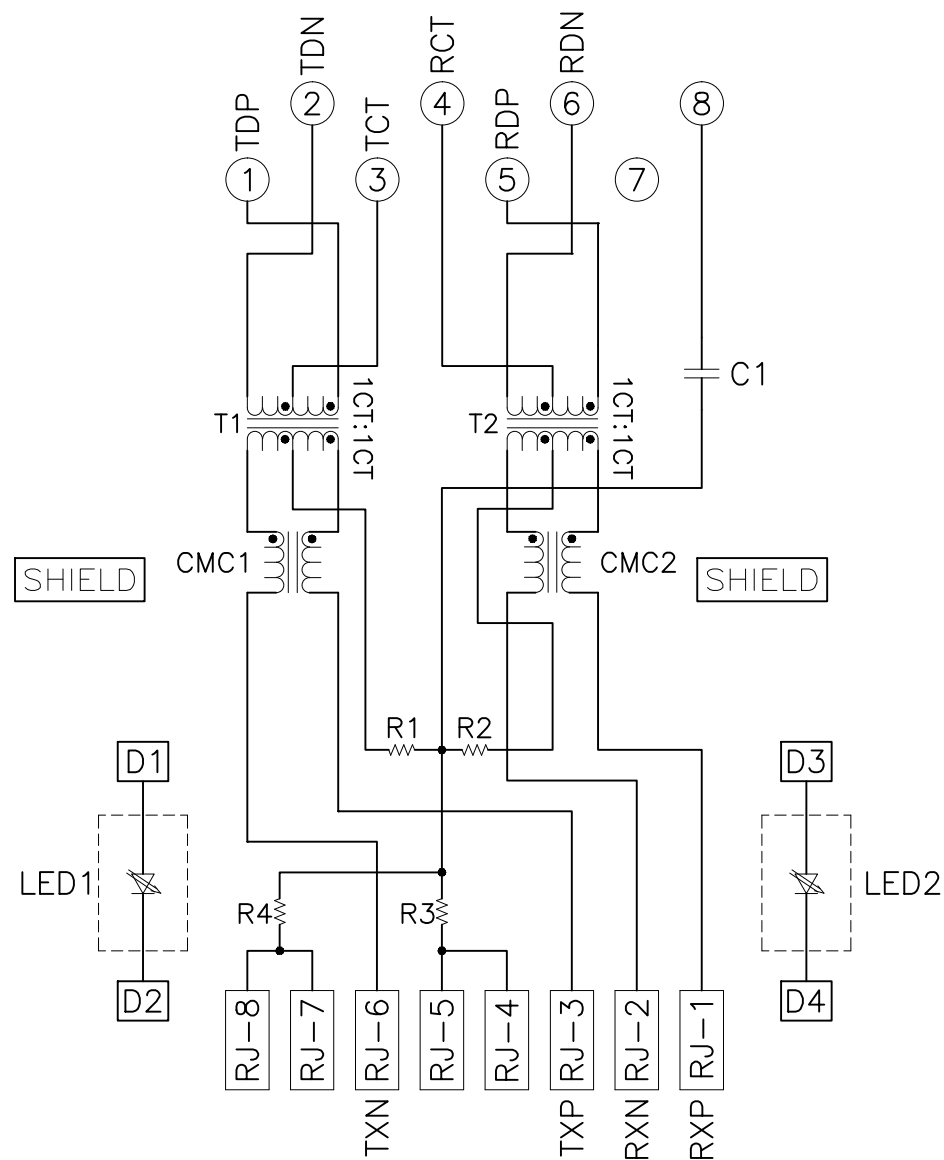 TDN
RCT
RDN
2
4
6
8
TDP
TCT
RDP
1
3
5
7
C1
T1
1CT:1CT
T2
1CT:1CT
CMC1
CMC2
SHIELD
SHIELD
R1
R2
D1
D3
LED1
LED2
R4
R3
D2
D4
RJ-8
RJ-7
RJ-6
RJ-5
RJ-4
RJ-3
RJ-2
RJ-1
TXN
TXP
RXN
RXP